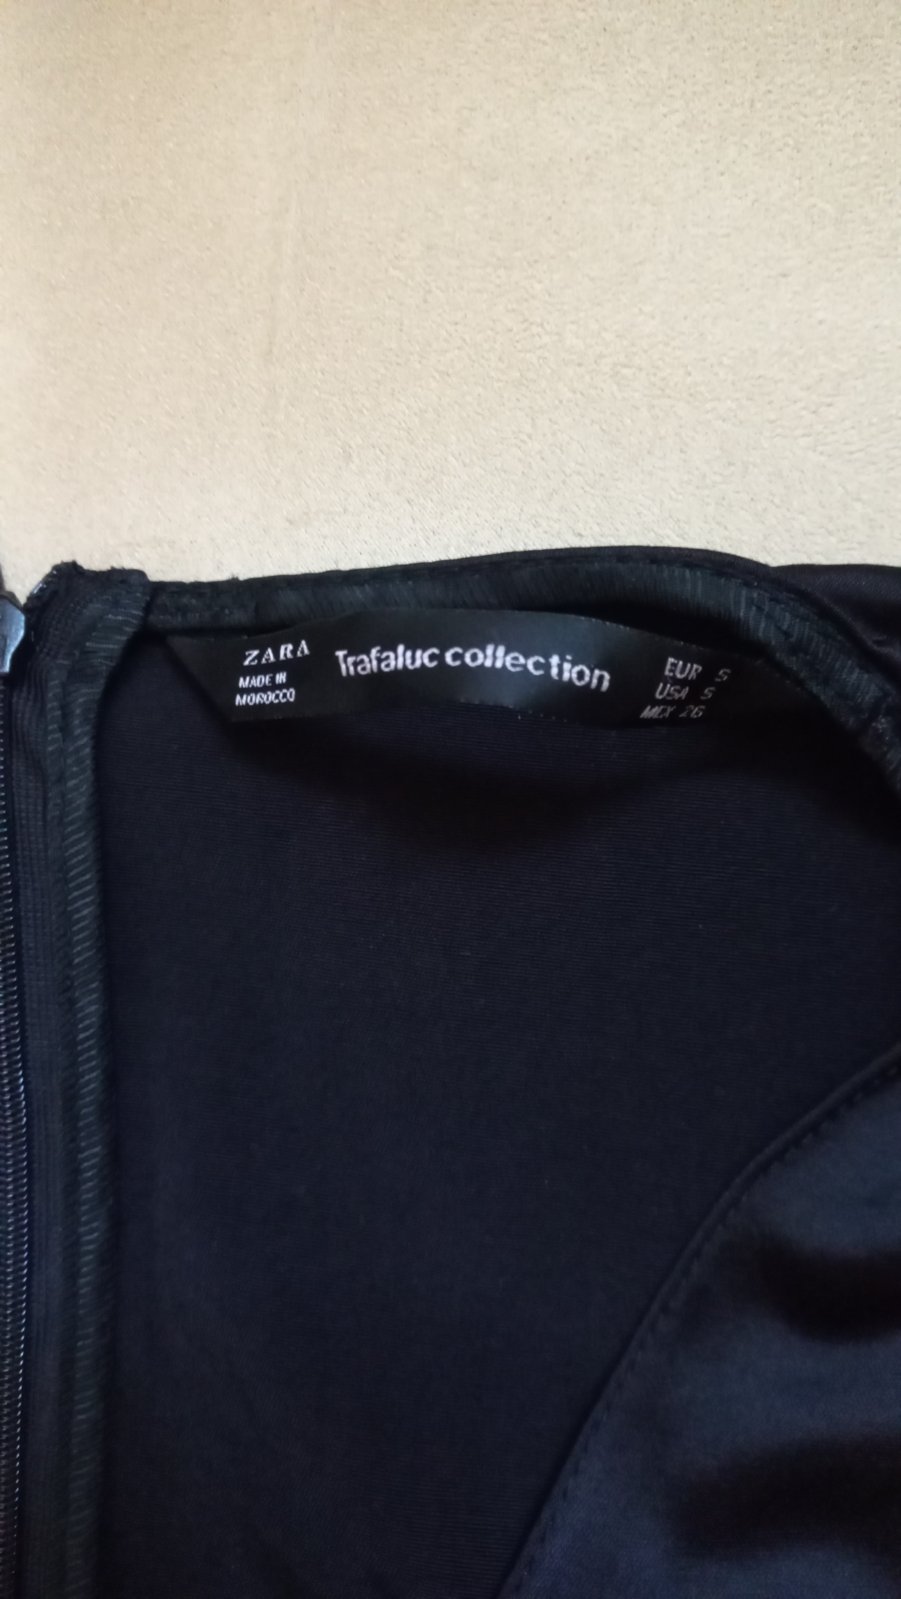 ZARA
MADE IN
MOROCCO
Trafaluc collection
EUR S
USA S
MEX 26